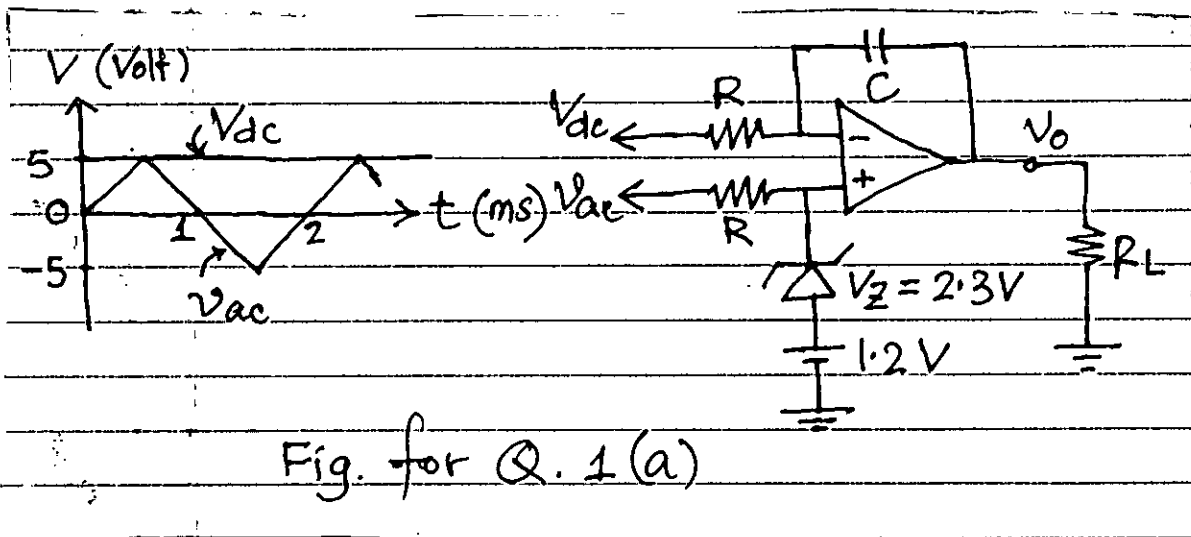 V (Volt)
Vdc
5
0
-5
1
2
t (ms)
vac
Vdc
R
C
-
+
Vac
R
Vo
RL
VZ = 2.3V
1.2 V
Fig. for Q. 1 (a)